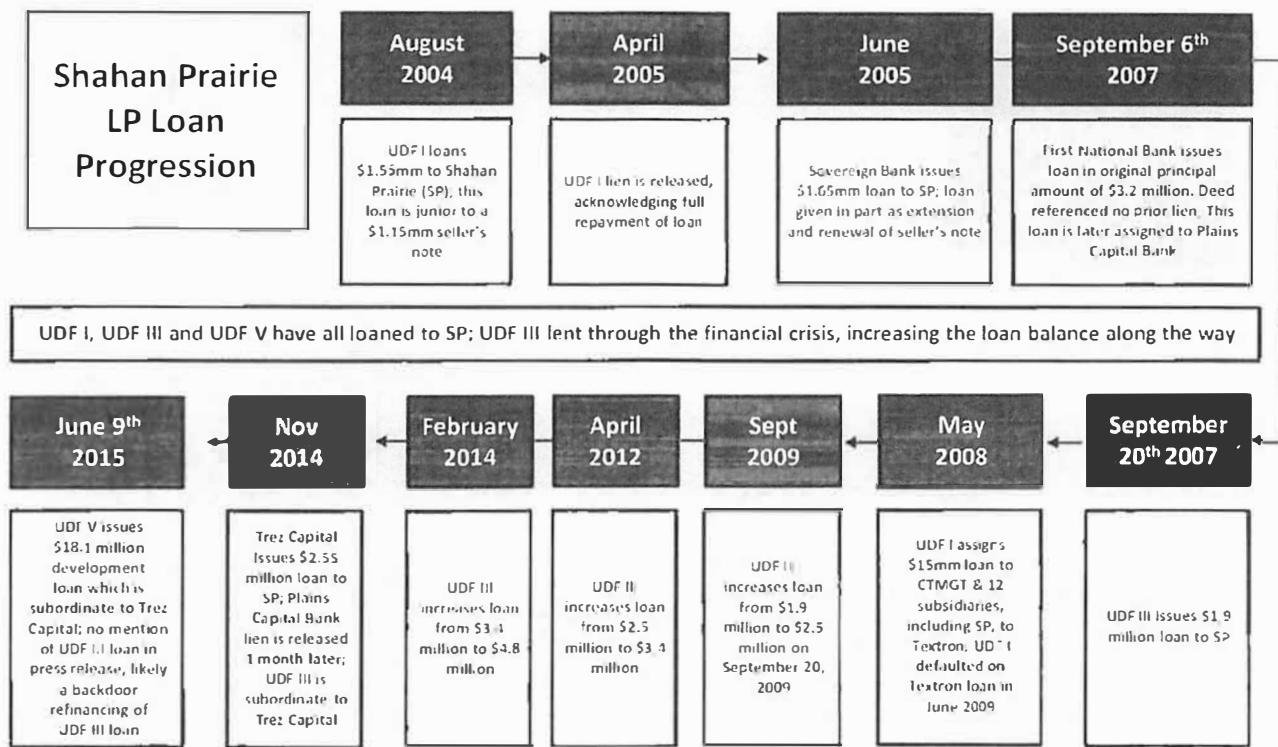 Shahan Prairie
LP Loan
Progression
August
2004
UDF I loans
$1.55mm to Shahan
Prairie (SP), this
loan is junior to a
$1.15mm seller's
note
April
2005
UDF I lien is released,
acknowledging full
repayment of loan
June
2005
Sovereign Bank issues
$1.65mm loan to SP; loan
given in part as extension
and renewal of seller's note
September 6th
2007
First National Bank issues
loan in original principal
amount of $3.2 million. Deed
referenced no prior lien. This
loan is later assigned to Plains
Capital Bank
UDF I, UDF III and UDF V have all loaned to SP; UDF III lent through the financial crisis, increasing the loan balance along the way
June 9th
2015
UDF V issues
$18.1 million
development
loan which is
subordinate to Trez
Capital; no mention
of UDF III loan in
press release, likely
a backdoor
refinancing of
UDF III loan
Nov
2014
Trez Capital
Issues $2.55
million loan to
SP; Plains
Capital Bank
lien is released
1 month later;
UDF III is
subordinate to
Trez Capital
February
2014
UDF III
increases loan
from $3.4
million to $4.8
million
April
2012
UDF III
increases loan
from $2.5
million to $3.4
million
Sept
2009
UDF III
increases loan
from $1.9
million to $2.5
million on
September 20,
2009
May
2008
UDF I assigns
$15mm loan to
CTMGT & 12
subsidiaries,
including SP, to
Textron; UDF I
defaulted on
Textron loan in
June 2009
September
20th 2007
UDF III issues $1.9
million loan to SP